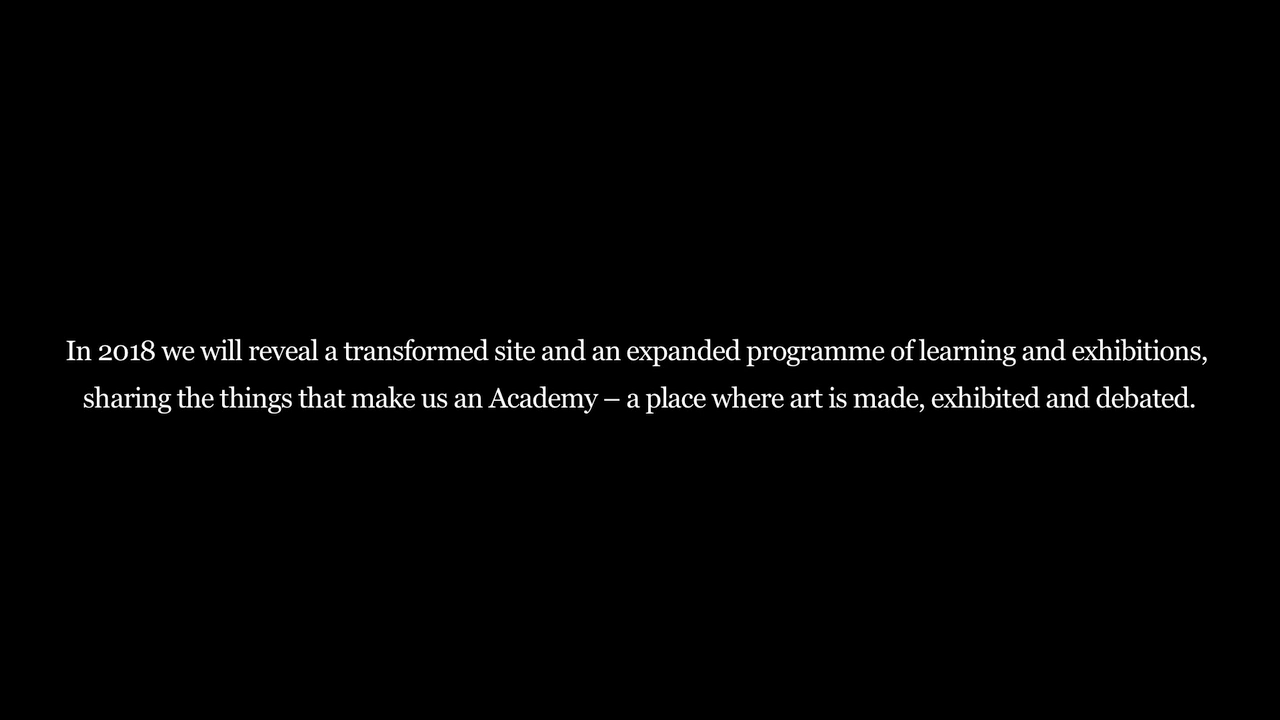 In 2018 we will reveal a transformed site and an expanded programme of learning and exhibitions,
sharing the things that make us an Academy – a place where art is made, exhibited and debated.